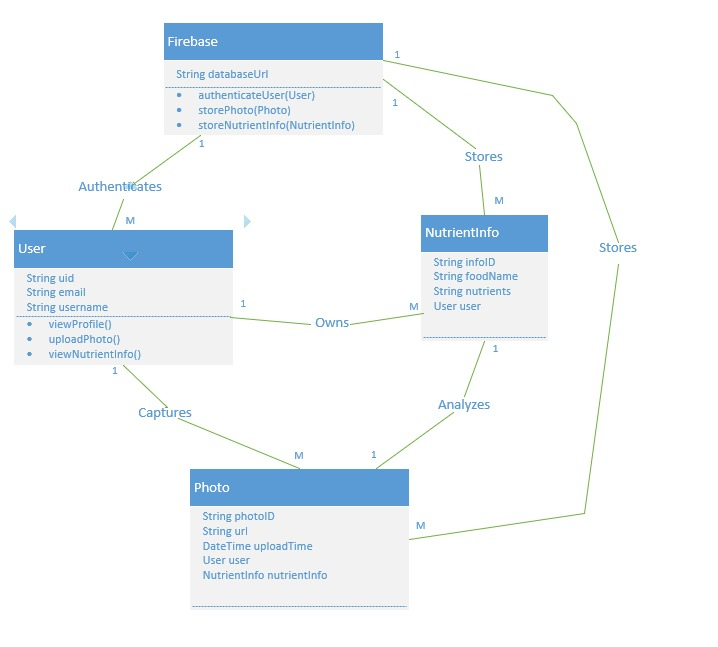 Firebase
String databaseUrl
• authenticateUser(User)
• storePhoto(Photo)
• storeNutrientInfo(NutrientInfo)
1
1
1
Stores
Authenticates
M
M
User
String uid
String email
String username
• viewProfile()
• uploadPhoto()
• viewNutrientInfo()
NutrientInfo
String infoID
String foodName
String nutrients
User user
Stores
1
Owns
M
1
1
Captures
Analyzes
M
1
Photo
String photoID
String url
DateTime uploadTime
User user
NutrientInfo nutrientInfo
M